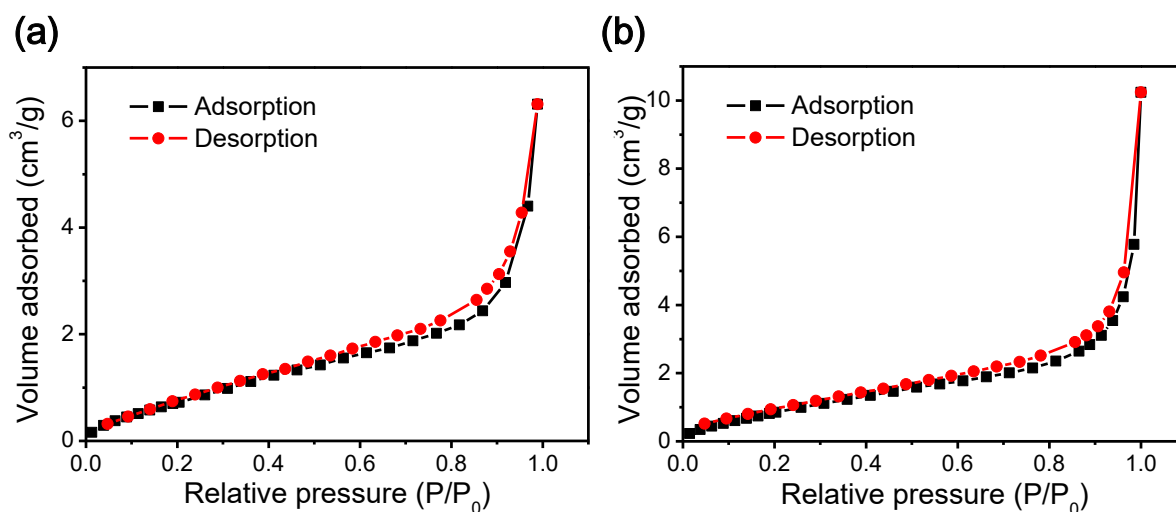 (a)
Adsorption
Desorption
Volume adsorbed (cm³/g)
6
4
2
0
0.0 0.2 0.4 0.6 0.8 1.0
Relative pressure (P/P₀)
(b)
Adsorption
Desorption
Volume adsorbed (cm³/g)
10
8
6
4
2
0
0.0 0.2 0.4 0.6 0.8 1.0
Relative pressure (P/P₀)